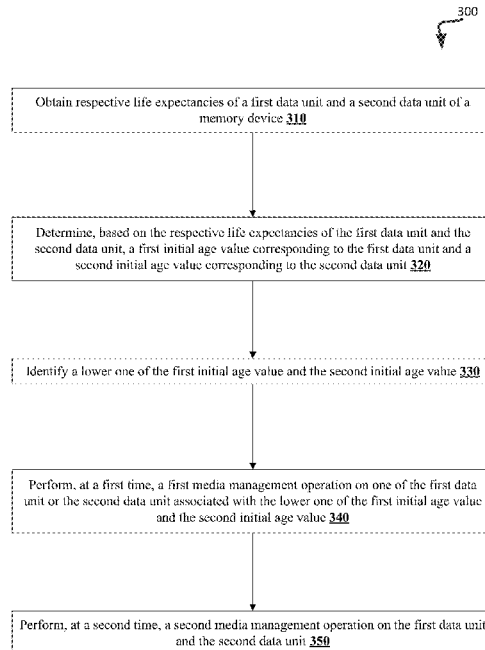 300
Obtain respective life expectancies of a first data unit and a second data unit of a
memory device 310
Determine, based on the respective life expectancies of the first data unit and the
second data unit, a first initial age value corresponding to the first data unit and a
second initial age value corresponding to the second data unit 320
Identify a lower one of the first initial age value and the second initial age value 330
Perform, at a first time, a first media management operation on one of the first data
unit or the second data unit associated with the lower one of the first initial age value
and the second initial age value 340
Perform, at a second time, a second media management operation on the first data unit
and the second data unit 350